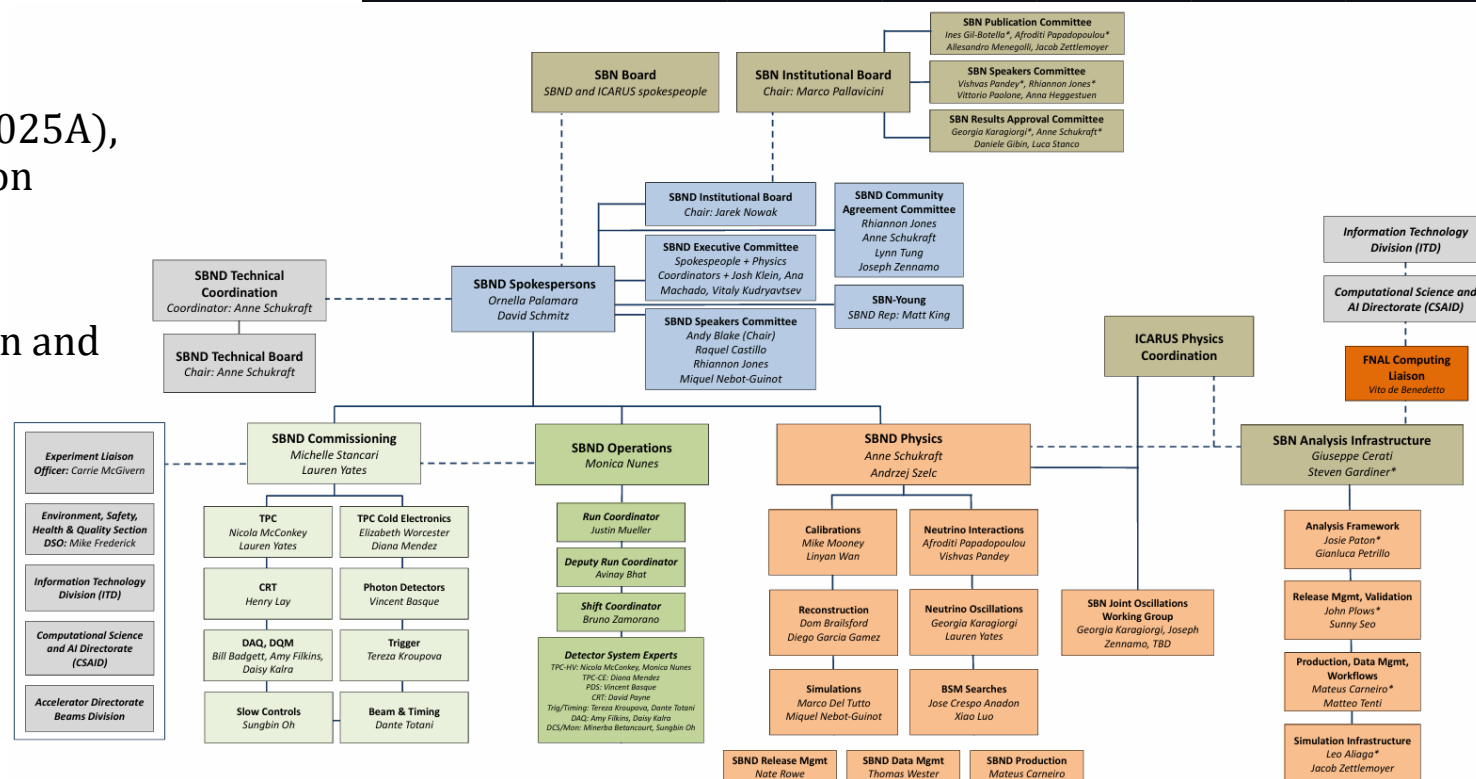 025A),
on
n and
SBN Publication Committee
Ines Gil-Botella*, Afroditi Papadopoulou*
Allesandro Menegolli, Jacob Zettlemoyer
SBN Board
SBND and ICARUS spokespeople
SBN Institutional Board
Chair: Marco Pallavicini
SBN Speakers Committee
Vishvas Pandey*, Rhiannon Jones*
Vittorio Paolone, Anna Heggestuen
SBN Results Approval Committee
Georgia Karagiorgi*, Anne Schukraft*
Daniele Gibin, Luca Stanco
SBND Institutional Board
Chair: Jarek Nowak
SBND Community
Agreement Committee
Rhiannon Jones
Anne Schukraft
Lynn Tung
Joseph Zennamo
SBND Executive Committee
Spokespeople + Physics
Coordinators + Josh Klein, Ana
Machado, Vitaly Kudryavtsev
SBN-Young
SBND Rep: Matt King
SBND Speakers Committee
Andy Blake (Chair)
Raquel Castillo
Rhiannon Jones
Miquel Nebot-Guinot
SBND Technical
Coordination
Coordinator: Anne Schukraft
SBND Technical Board
Chair: Anne Schukraft
SBND Spokespersons
Ornella Palamara
David Schmitz
Information Technology
Division (ITD)
Computational Science and
AI Directorate (CSAID)
FNAL Computing
Liaison
Vito de Benedetto
ICARUS Physics
Coordination
Experiment Liaison
Officer: Carrie McGivern
Environment, Safety,
Health & Quality Section
DSO: Mike Frederick
Information Technology
Division (ITD)
Computational Science
and AI Directorate
(CSAID)
Accelerator Directorate
Beams Division
SBND Commissioning
Michelle Stancari
Lauren Yates
TPC
Nicola McConkey
Lauren Yates
TPC Cold Electronics
Elizabeth Worcester
Diana Mendez
CRT
Henry Lay
Photon Detectors
Vincent Basque
DAQ, DQM
Bill Badgett, Amy Filkins,
Daisy Kalra
Trigger
Tereza Kroupova
Slow Controls
Sungbin Oh
Beam & Timing
Dante Totani
SBND Operations
Monica Nunes
Run Coordinator
Justin Mueller
Deputy Run Coordinator
Avinay Bhat
Shift Coordinator
Bruno Zamorano
Detector System Experts
TPC-HV: Nicola McConkey, Monica Nunes
TPC-CE: Diana Mendez
PDS: Vincent Basque
CRT: David Payne
Trig/Timing: Tereza Kroupova, Dante Totani
DAQ: Amy Filkins, Daisy Kalra
DCS/Mon: Minerba Betancourt, Sungbin Oh
SBND Physics
Anne Schukraft
Andrzej Szelc
Calibrations
Mike Mooney
Linyan Wan
Neutrino Interactions
Afroditi Papadopoulou
Vishvas Pandey
Reconstruction
Dom Brailsford
Diego Garcia Gamez
Neutrino Oscillations
Georgia Karagiorgi
Lauren Yates
Simulations
Marco Del Tutto
Miquel Nebot-Guinot
BSM Searches
Jose Crespo Anadon
Xiao Luo
SBND Release Mgmt
Nate Rowe
SBND Data Mgmt
Thomas Wester
SBND Production
Mateus Carneiro
SBN Joint Oscillations
Working Group
Georgia Karagiorgi, Joseph
Zennamo, TBD
SBN Analysis Infrastructure
Giuseppe Cerati
Steven Gardiner*
Analysis Framework
Josie Paton*
Gianluca Petrillo
Release Mgmt, Validation
John Plows*
Sunny Seo
Production, Data Mgmt,
Workflows
Mateus Carneiro*
Matteo Tenti
Simulation Infrastructure
Leo Aliaga*
Jacob Zettlemoyer